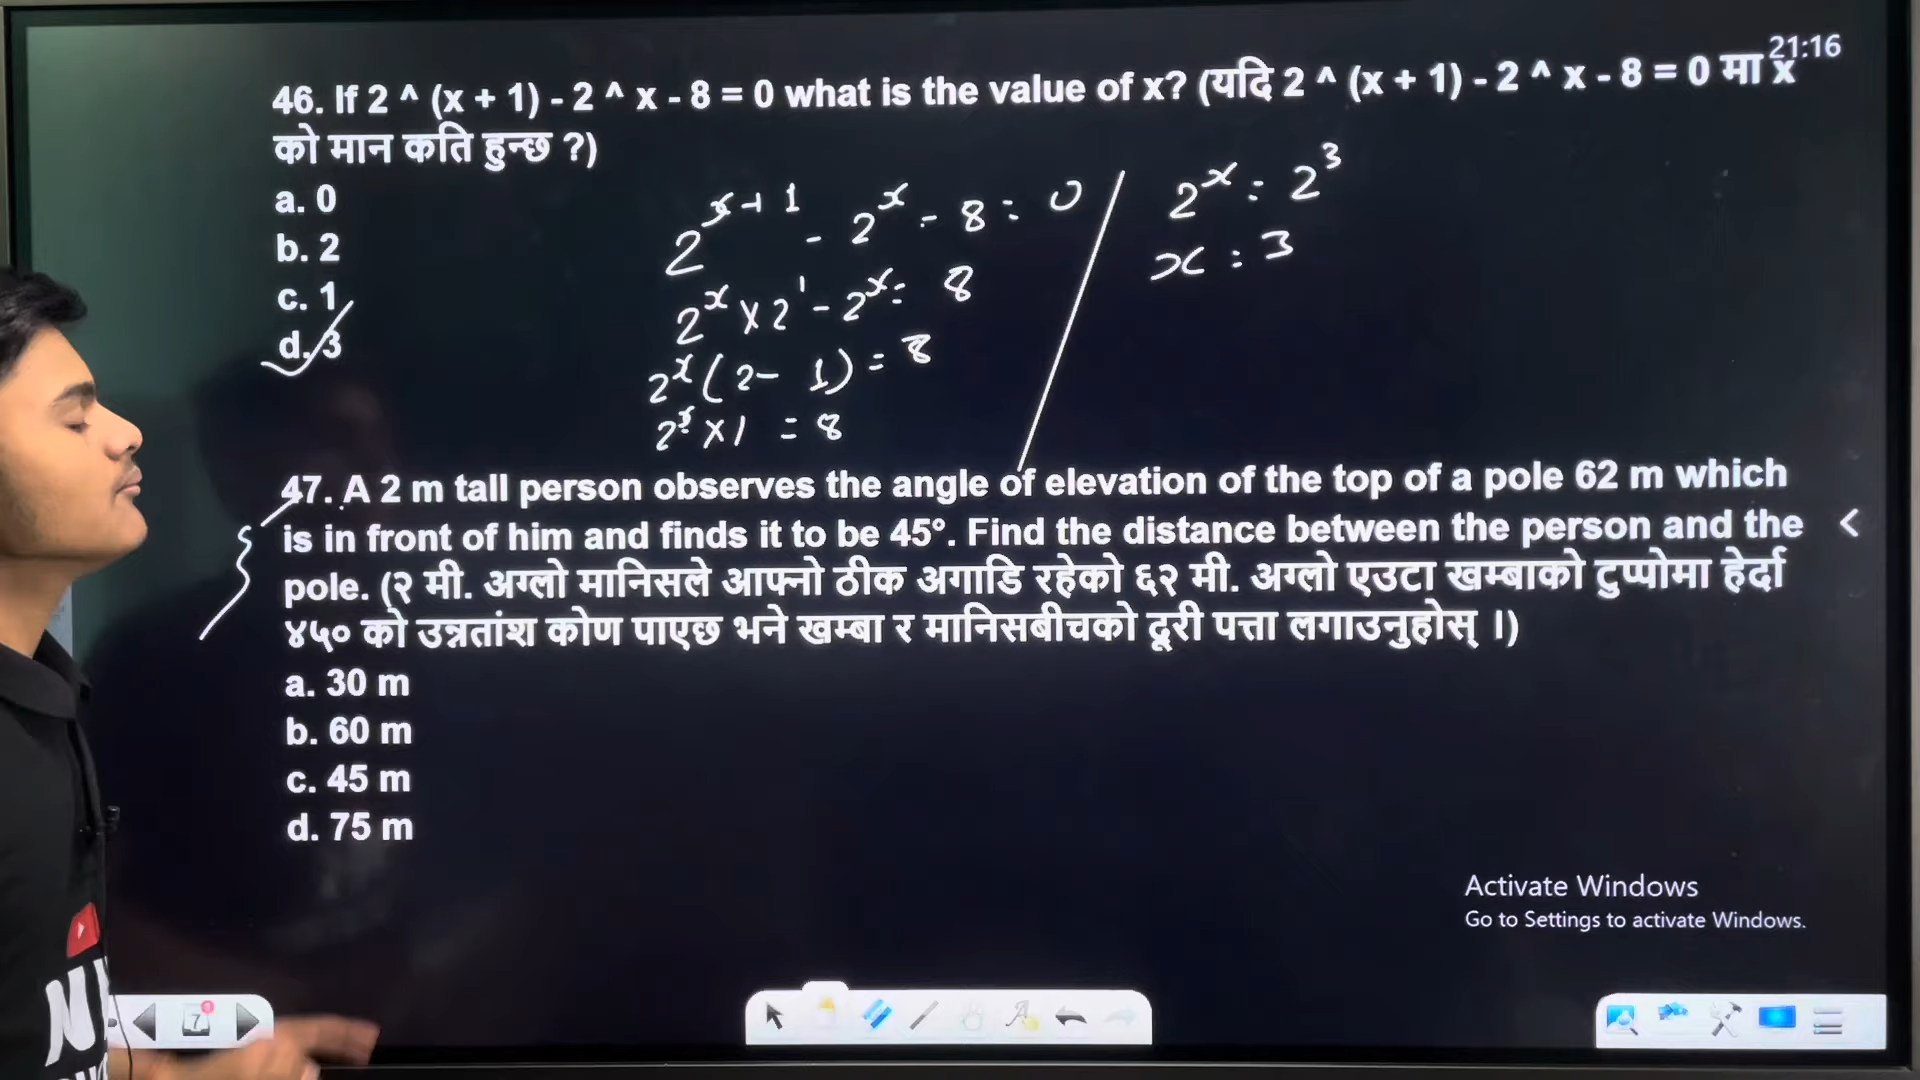 21:16
46. If 2 ^ (x + 1) - 2 ^ x - 8 = 0 what is the value of x? (यदि 2 ^ (x + 1) - 2 ^ x - 8 = 0 मा x
को मान कति हुन्छ ?)
a. 0
b. 2
c. 1
d. 3
2^{x+1} - 2^x - 8 = 0
2^x × 2^1 - 2^x = 8
2^x (2 - 1) = 8
2^x × 1 = 8
2^x = 2^3
x = 3
47. A 2 m tall person observes the angle of elevation of the top of a pole 62 m which
is in front of him and finds it to be 45°. Find the distance between the person and the
pole. (२ मी. अग्लो मानिसले आफ्नो ठीक अगाडि रहेको ६२ मी. अग्लो एउटा खम्बाको टुप्पोमा हेर्दा
४५० को उन्नतांश कोण पाएछ भने खम्बा र मानिसबीचको दूरी पत्ता लगाउनुहोस् ।)
a. 30 m
b. 60 m
c. 45 m
d. 75 m
Activate Windows
Go to Settings to activate Windows.
7